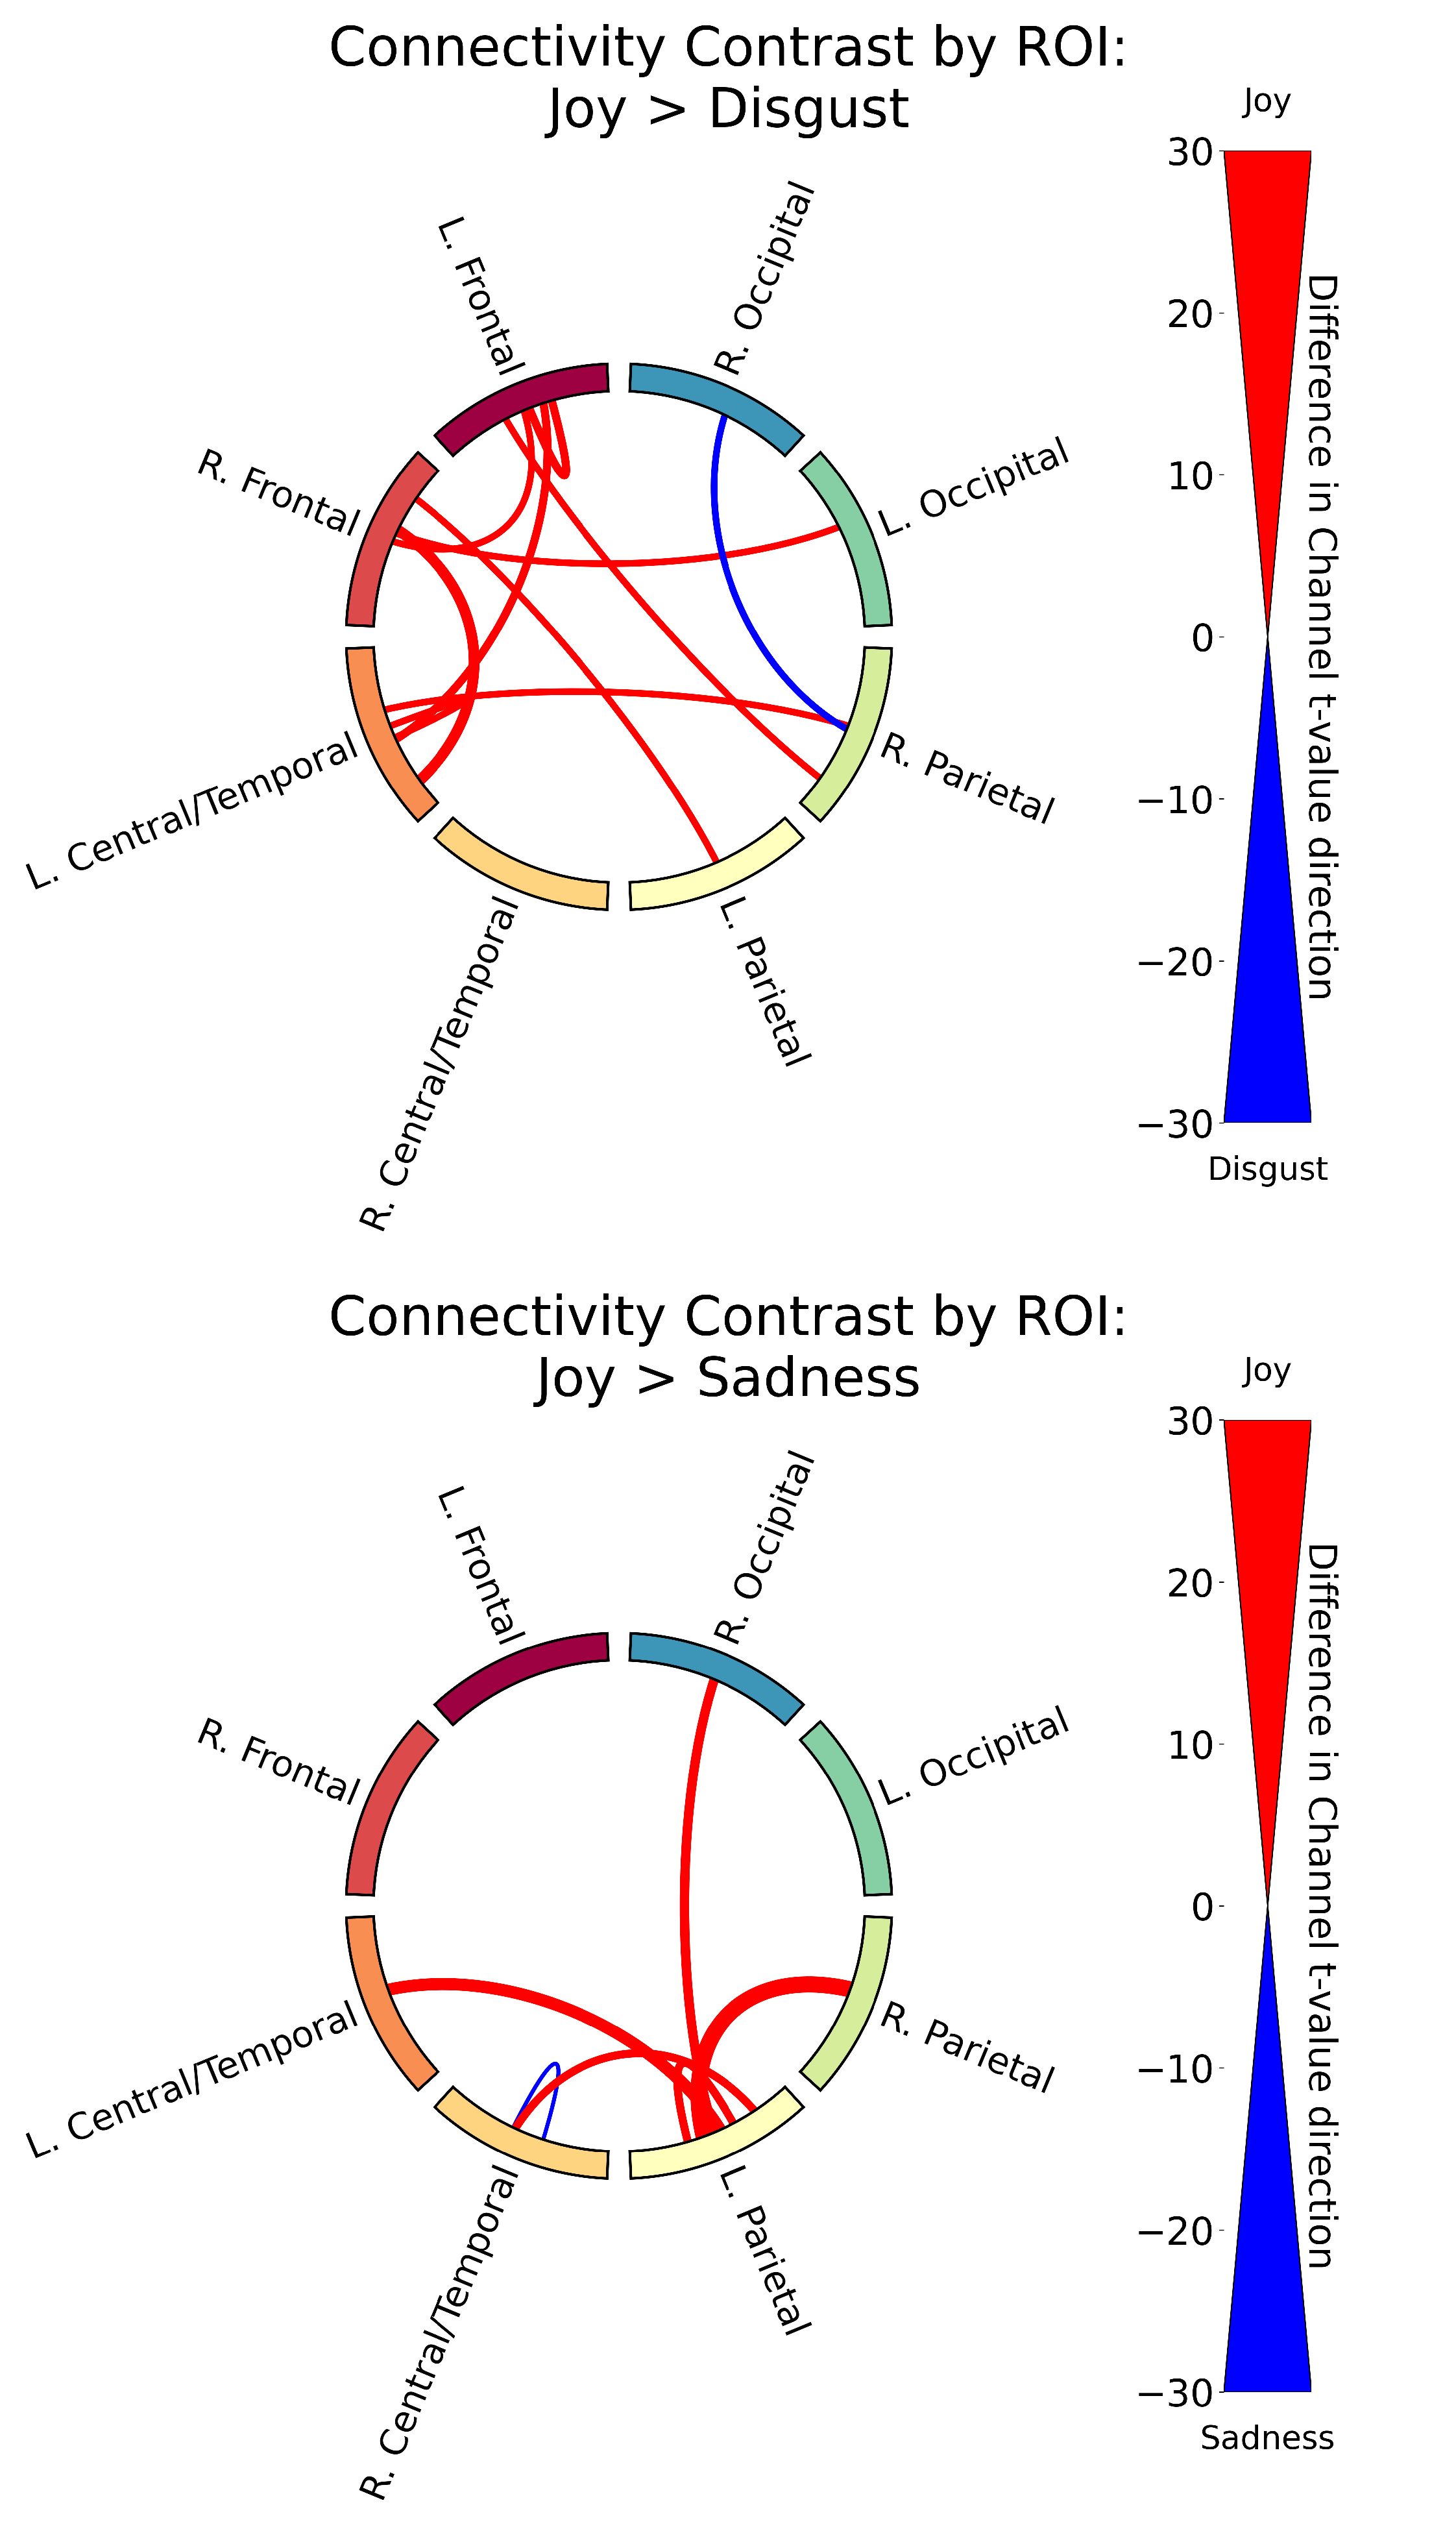 Connectivity Contrast by ROI:
Joy > Disgust
Joy
30
20
10
0
−10
−20
−30
Disgust
Difference in Channel t-value direction
L. Frontal
R. Occipital
R. Frontal
L. Occipital
L. Central/Temporal
R. Parietal
R. Central/Temporal
L. Parietal
Connectivity Contrast by ROI:
Joy > Sadness
Joy
30
20
10
0
−10
−20
−30
Sadness
Difference in Channel t-value direction
L. Frontal
R. Occipital
R. Frontal
L. Occipital
L. Central/Temporal
R. Parietal
R. Central/Temporal
L. Parietal